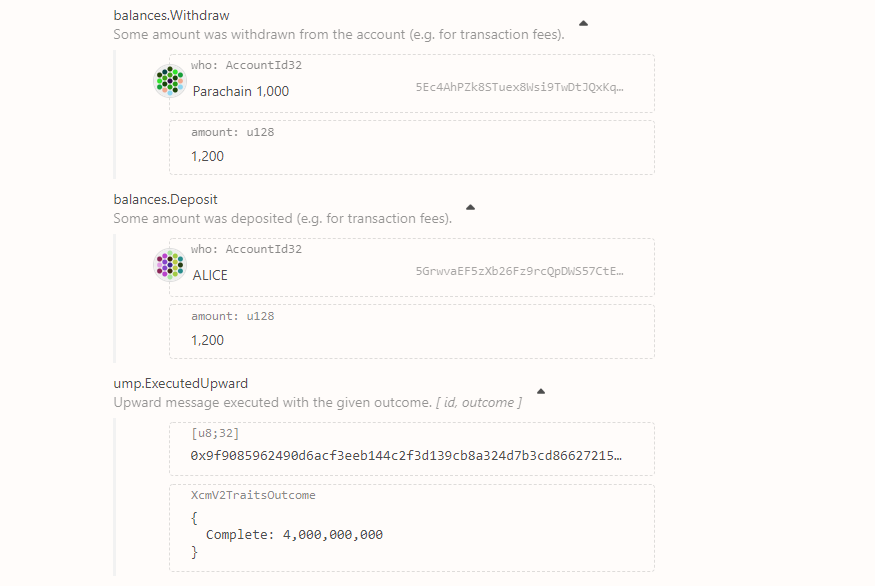 balances.Withdraw
Some amount was withdrawn from the account (e.g. for transaction fees).
who: AccountId32
Parachain 1,000
5Ec4AhPZk8STuex8Wsi9TwDtJQxKq…
amount: u128
1,200
balances.Deposit
Some amount was deposited (e.g. for transaction fees).
who: AccountId32
ALICE
5GrwvaEF5zXb26Fz9rcQpDWS57CtE…
amount: u128
1,200
ump.ExecutedUpward
Upward message executed with the given outcome. [ id, outcome ]
[u8;32]
0x9f9085962490d6acf3eeb144c2f3d139cb8a324d7b3cd86627215…
XcmV2TraitsOutcome
{
Complete: 4,000,000,000
}